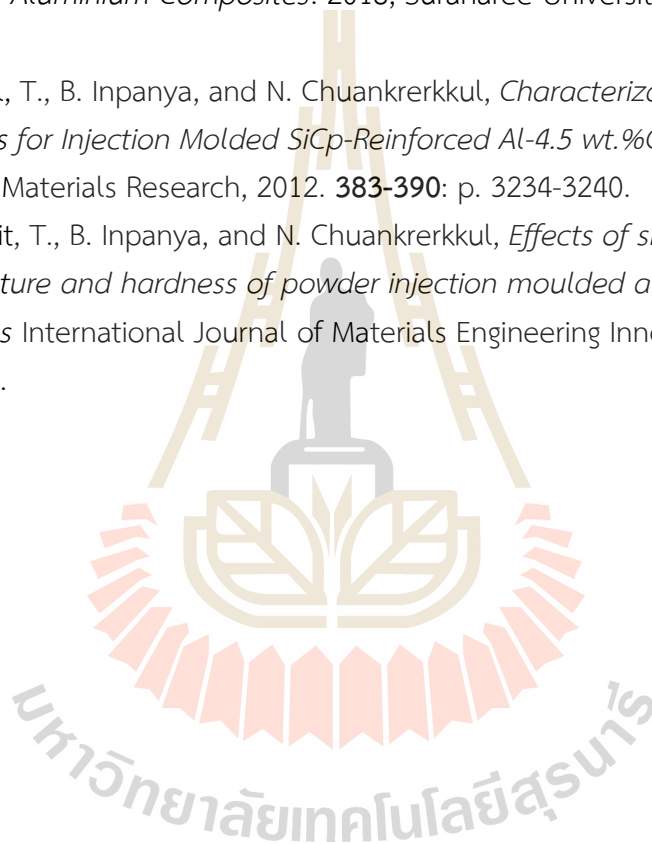 Aluminium Composites. 2018, Suranaree Universit
l, T., B. Inpanya, and N. Chuankrerkkul, Characteriza
s for Injection Molded SiCp-Reinforced Al-4.5 wt.%
Materials Research, 2012. 383-390: p. 3234-3240.
it, T., B. Inpanya, and N. Chuankrerkkul, Effects of
ture and hardness of powder injection moulded a
s International Journal of Materials Engineering Inn
.
มหาวิทยาลัยเทคโนโลยีสุรนารี